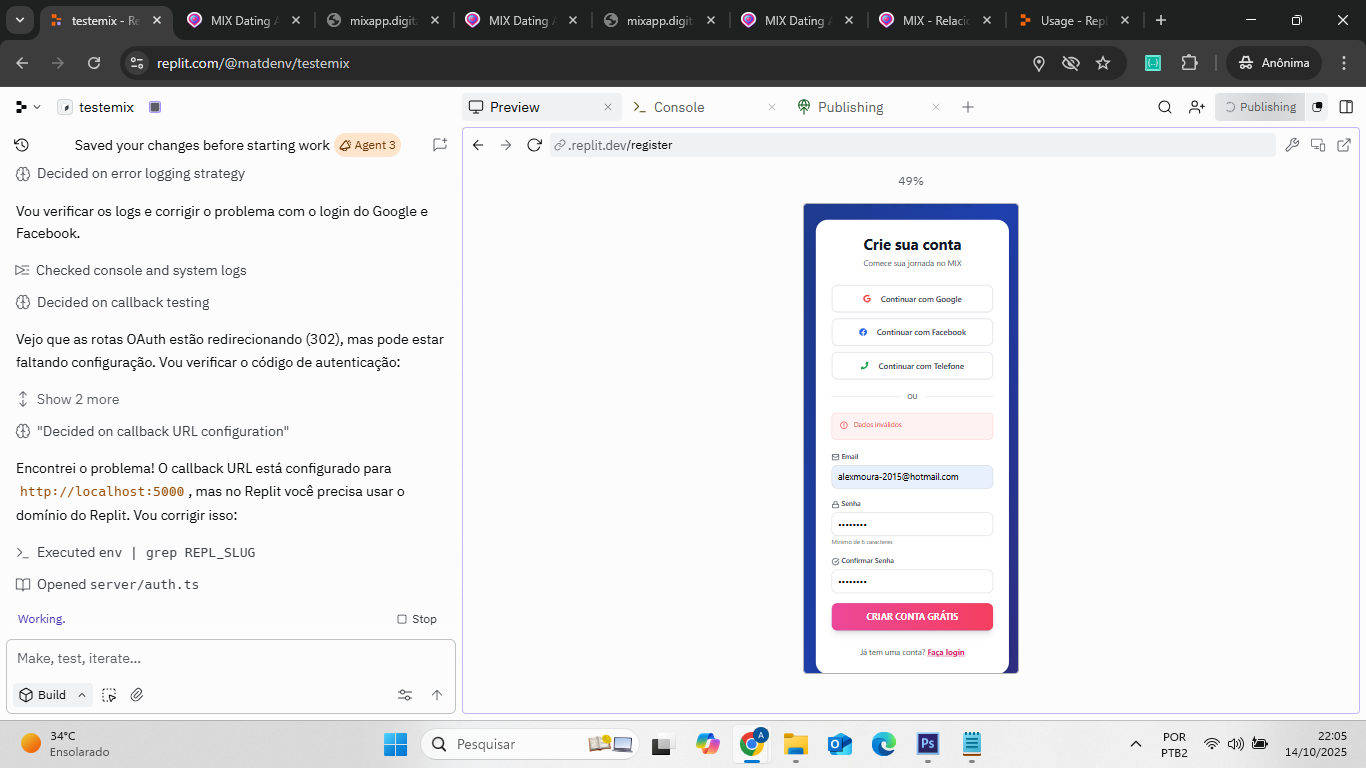 testemix - Re
MIX Dating A
mixapp.digit
MIX Dating A
mixapp.digit
MIX Dating A
MIX - Relaci
Usage - Repl
replit.com/@matdenv/testemix
Anônima
testemix
Preview
Console
Publishing
Publishing
Saved your changes before starting work
Agent 3
.replit.dev/register
Decided on error logging strategy
Vou verificar os logs e corrigir o problema com o login do Google e
Facebook.
Checked console and system logs
Decided on callback testing
Vejo que as rotas OAuth estão redirecionando (302), mas pode estar
faltando configuração. Vou verificar o código de autenticação:
Show 2 more
"Decided on callback URL configuration"
Encontrei o problema! O callback URL está configurado para
http://localhost:5000 , mas no Replit você precisa usar o
domínio do Replit. Vou corrigir isso:
Executed env | grep REPL_SLUG
Opened server/auth.ts
Working.
Stop
Make, test, iterate...
Build
49%
Crie sua conta
Comece sua jornada no MIX
Continuar com Google
Continuar com Facebook
Continuar com Telefone
OU
Dados inválidos
Email
alexmoura-2015@hotmail.com
Senha
••••••••
Mínimo de 6 caracteres
Confirmar Senha
••••••••
CRIAR CONTA GRÁTIS
Já tem uma conta? Faça login
34°C
Ensolarado
Pesquisar
A
Ps
POR
PTB2
22:05
14/10/2025